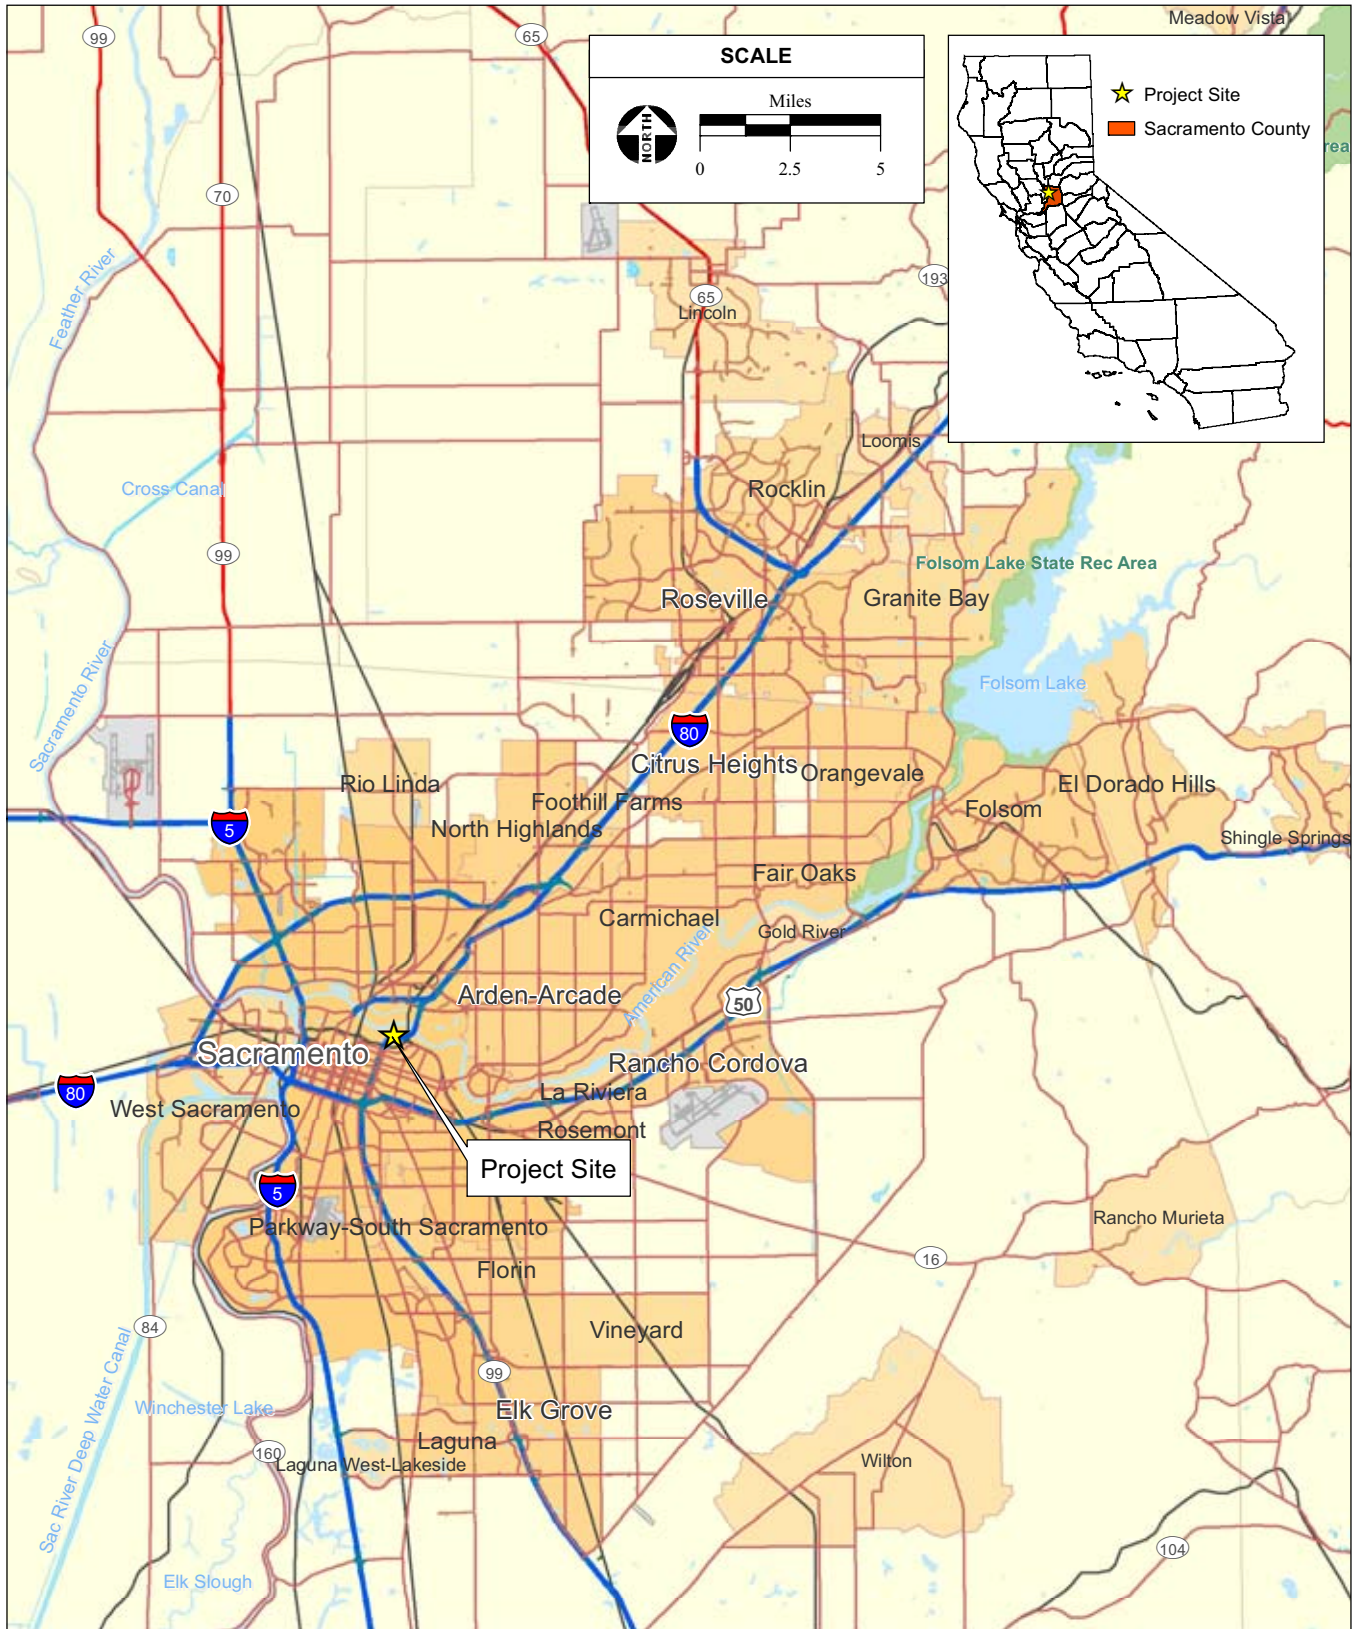 Meadow Vista
99
65
SCALE
Miles
NORTH
0 2.5 5
Project Site
Sacramento County
rea
70
193
Feather River
65
Lincoln
Loomis
Cross Canal
Rocklin
99
Folsom Lake State Rec Area
Roseville
Granite Bay
Sacramento River
Folsom Lake
80
Citrus Heights
Orangevale
Rio Linda
El Dorado Hills
Foothill Farms
Folsom
North Highlands
5
Shingle Springs
Fair Oaks
Carmichael
Gold River
American River
Arden-Arcade
50
Sacramento
Rancho Cordova
80
La Riviera
West Sacramento
Rosemont
Project Site
5
Rancho Murieta
Parkway-South Sacramento
16
Florin
84
Vineyard
Sac River Deep Water Canal
99
Winchester Lake
Elk Grove
Laguna
160
Laguna West-Lakeside
Wilton
104
Elk Slough